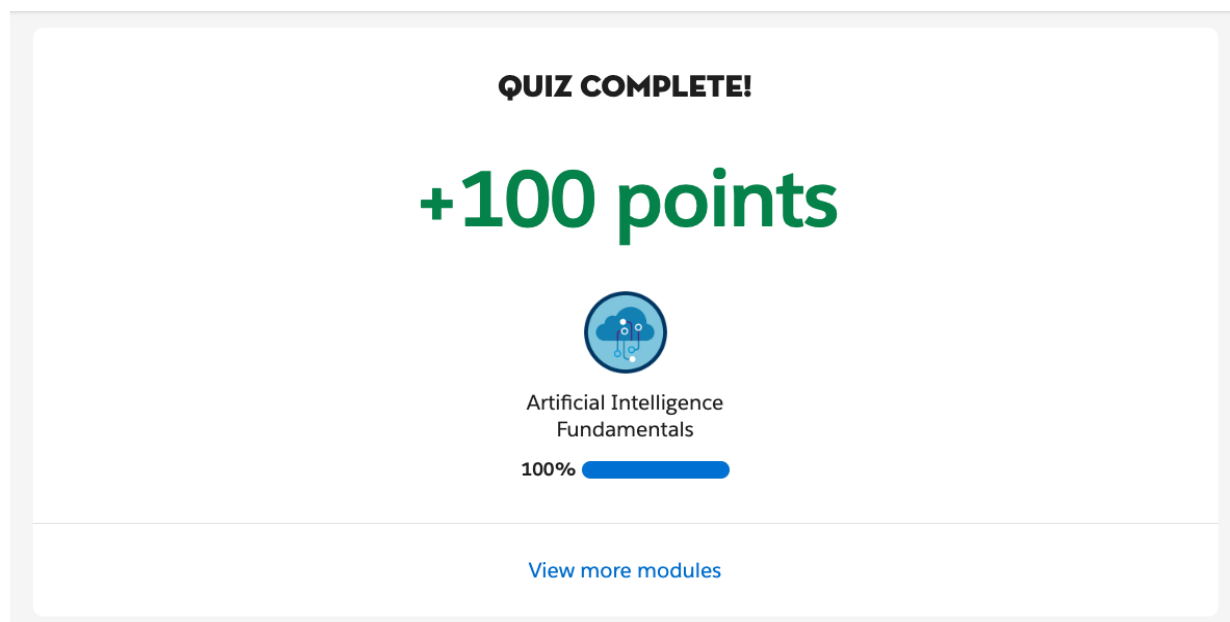 QUIZ COMPLETE!
+100 points
Artificial Intelligence
Fundamentals
100%
View more modules